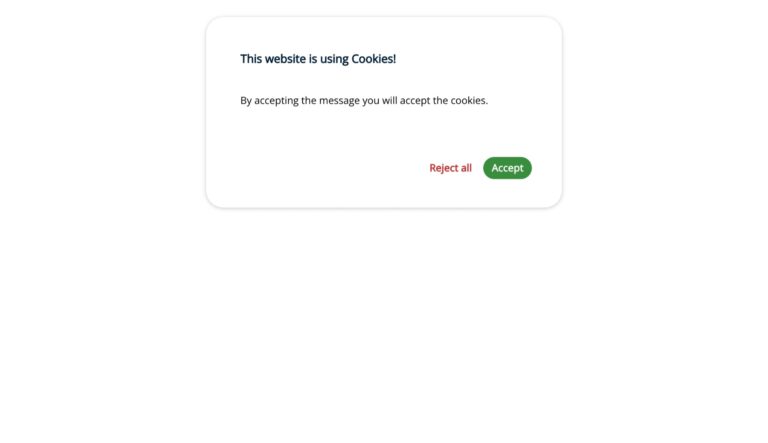 This website is using Cookies!
By accepting the message you will accept the cookies.
Reject all
Accept